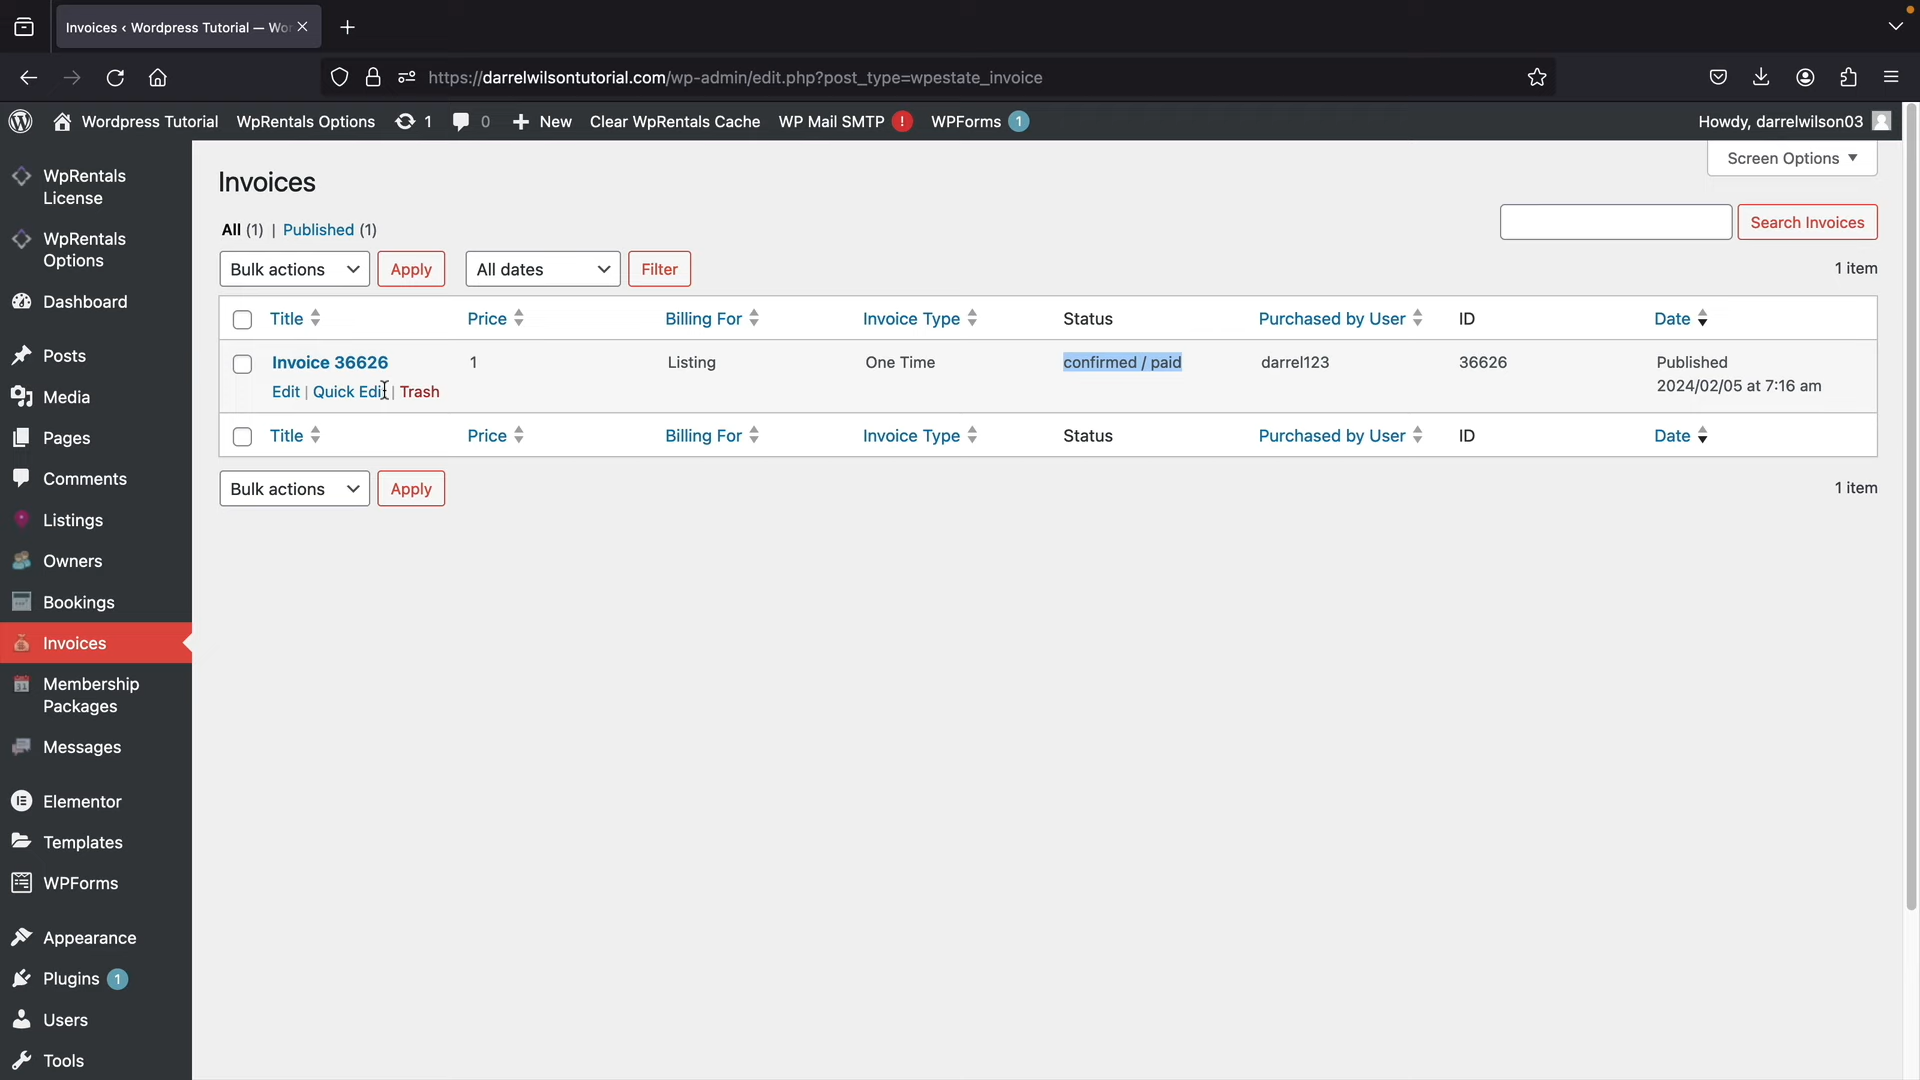 Invoices ‹ Wordpress Tutorial — Wor
https://darrelwilsontutorial.com/wp-admin/edit.php?post_type=wpestate_invoice
Wordpress Tutorial WpRentals Options 1 0 New Clear WpRentals Cache WP Mail SMTP ! WPForms 1 Howdy, darrelwilson03
WpRentals
License
WpRentals
Options
Dashboard
Posts
Media
Pages
Comments
Listings
Owners
Bookings
Invoices
Membership
Packages
Messages
Elementor
Templates
WPForms
Appearance
Plugins 1
Users
Tools
Screen Options
Invoices
All (1) | Published (1)
Search Invoices
Bulk actions Apply All dates Filter 1 item
Title Price Billing For Invoice Type Status Purchased by User ID Date
Invoice 36626 1 Listing One Time confirmed / paid darrel123 36626 Published
Edit | Quick Edit | Trash 2024/02/05 at 7:16 am
Title Price Billing For Invoice Type Status Purchased by User ID Date
Bulk actions Apply 1 item